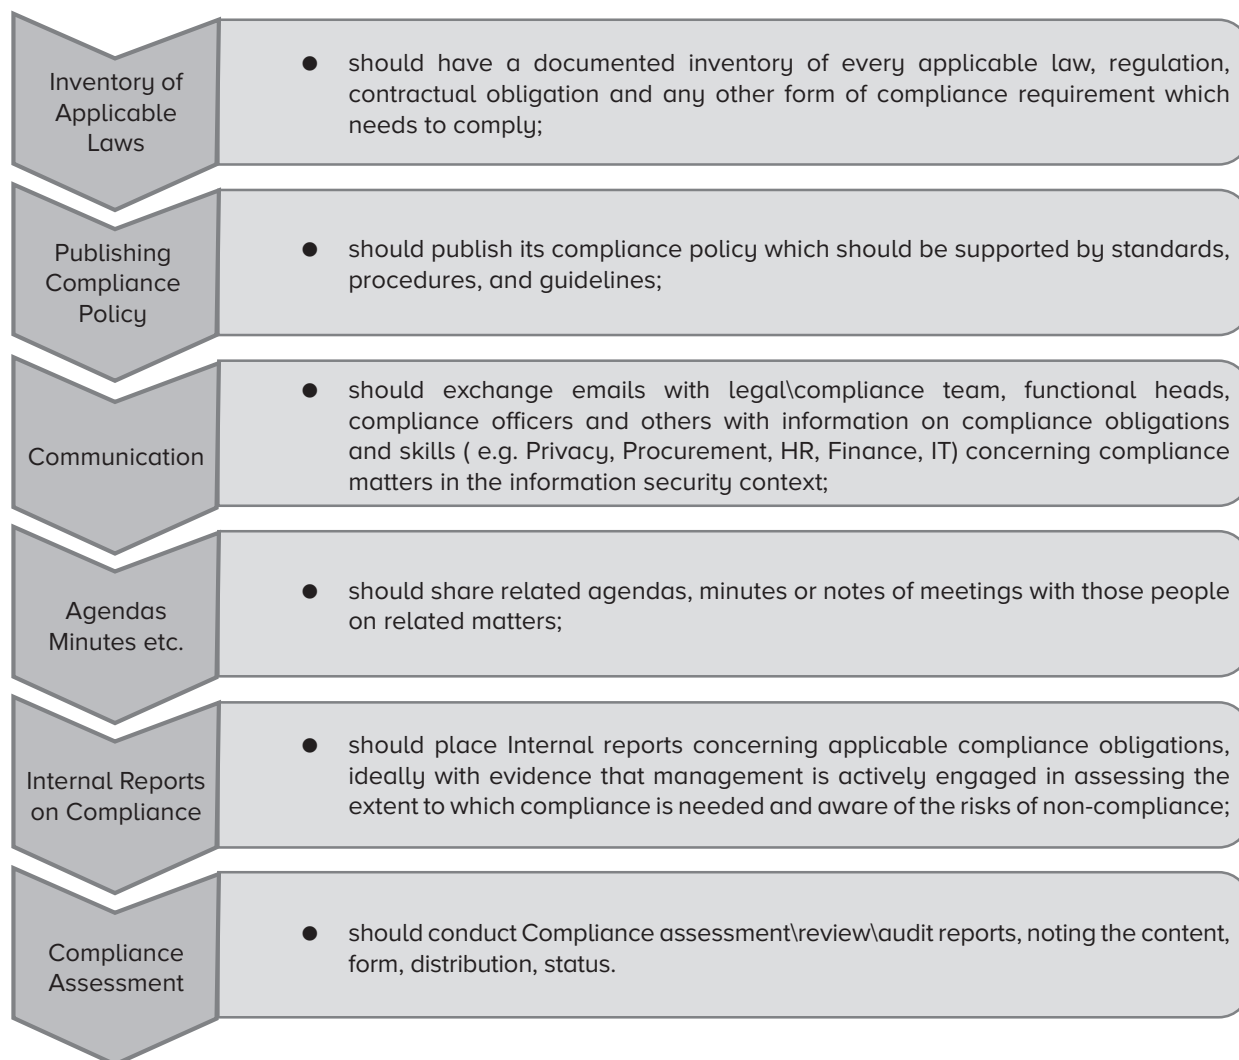 Inventory of
Applicable
Laws
● should have a documented inventory of every applicable law, regulation,
contractual obligation and any other form of compliance requirement which
needs to comply;
Publishing
Compliance
Policy
● should publish its compliance policy which should be supported by standards,
procedures, and guidelines;
Communication
● should exchange emails with legal\compliance team, functional heads,
compliance officers and others with information on compliance obligations
and skills ( e.g. Privacy, Procurement, HR, Finance, IT) concerning compliance
matters in the information security context;
Agendas
Minutes etc.
● should share related agendas, minutes or notes of meetings with those people
on related matters;
Internal Reports
on Compliance
● should place Internal reports concerning applicable compliance obligations,
ideally with evidence that management is actively engaged in assessing the
extent to which compliance is needed and aware of the risks of non-compliance;
Compliance
Assessment
● should conduct Compliance assessment\review\audit reports, noting the content,
form, distribution, status.